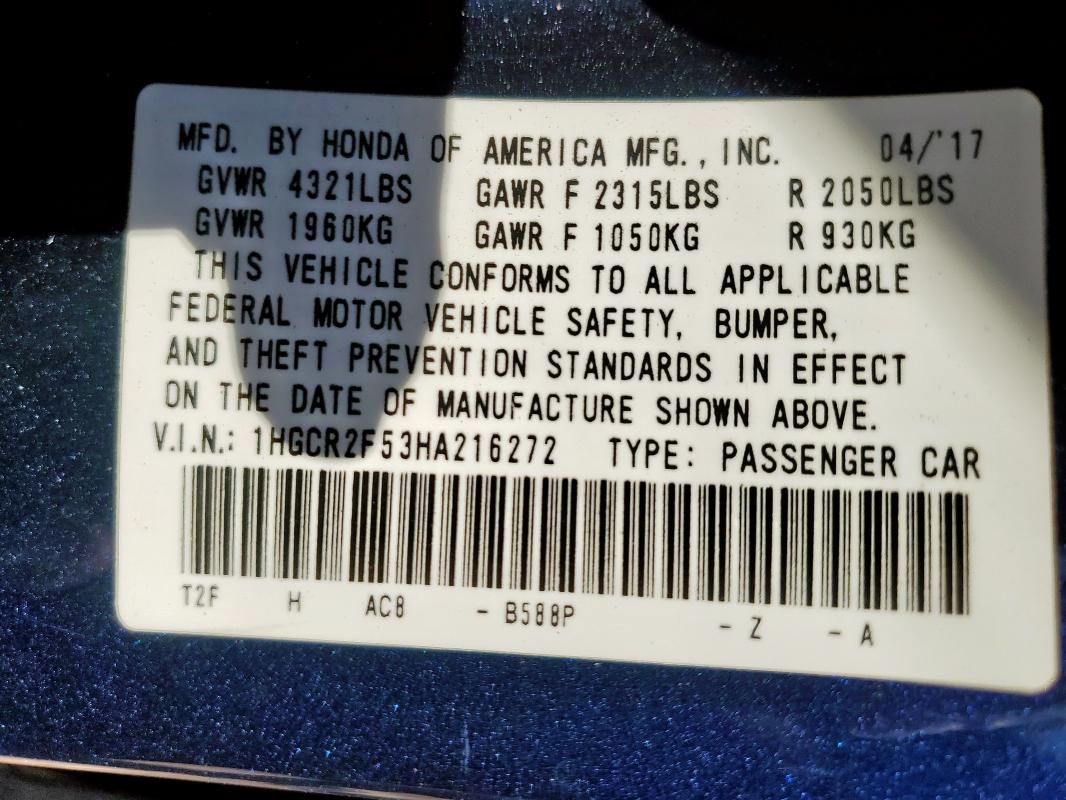 MFD. BY HONDA OF AMERICA MFG., INC. 04/'17
GVWR 4321LBS GAWR F 2315LBS R 2050LBS
GVWR 1960KG GAWR F 1050KG R 930KG
THIS VEHICLE CONFORMS TO ALL APPLICABLE
FEDERAL MOTOR VEHICLE SAFETY, BUMPER,
AND THEFT PREVENTION STANDARDS IN EFFECT
ON THE DATE OF MANUFACTURE SHOWN ABOVE.
V.I.N.: 1HGCR2F53HA216272 TYPE: PASSENGER CAR
T2F H AC8 - B588P - Z - A